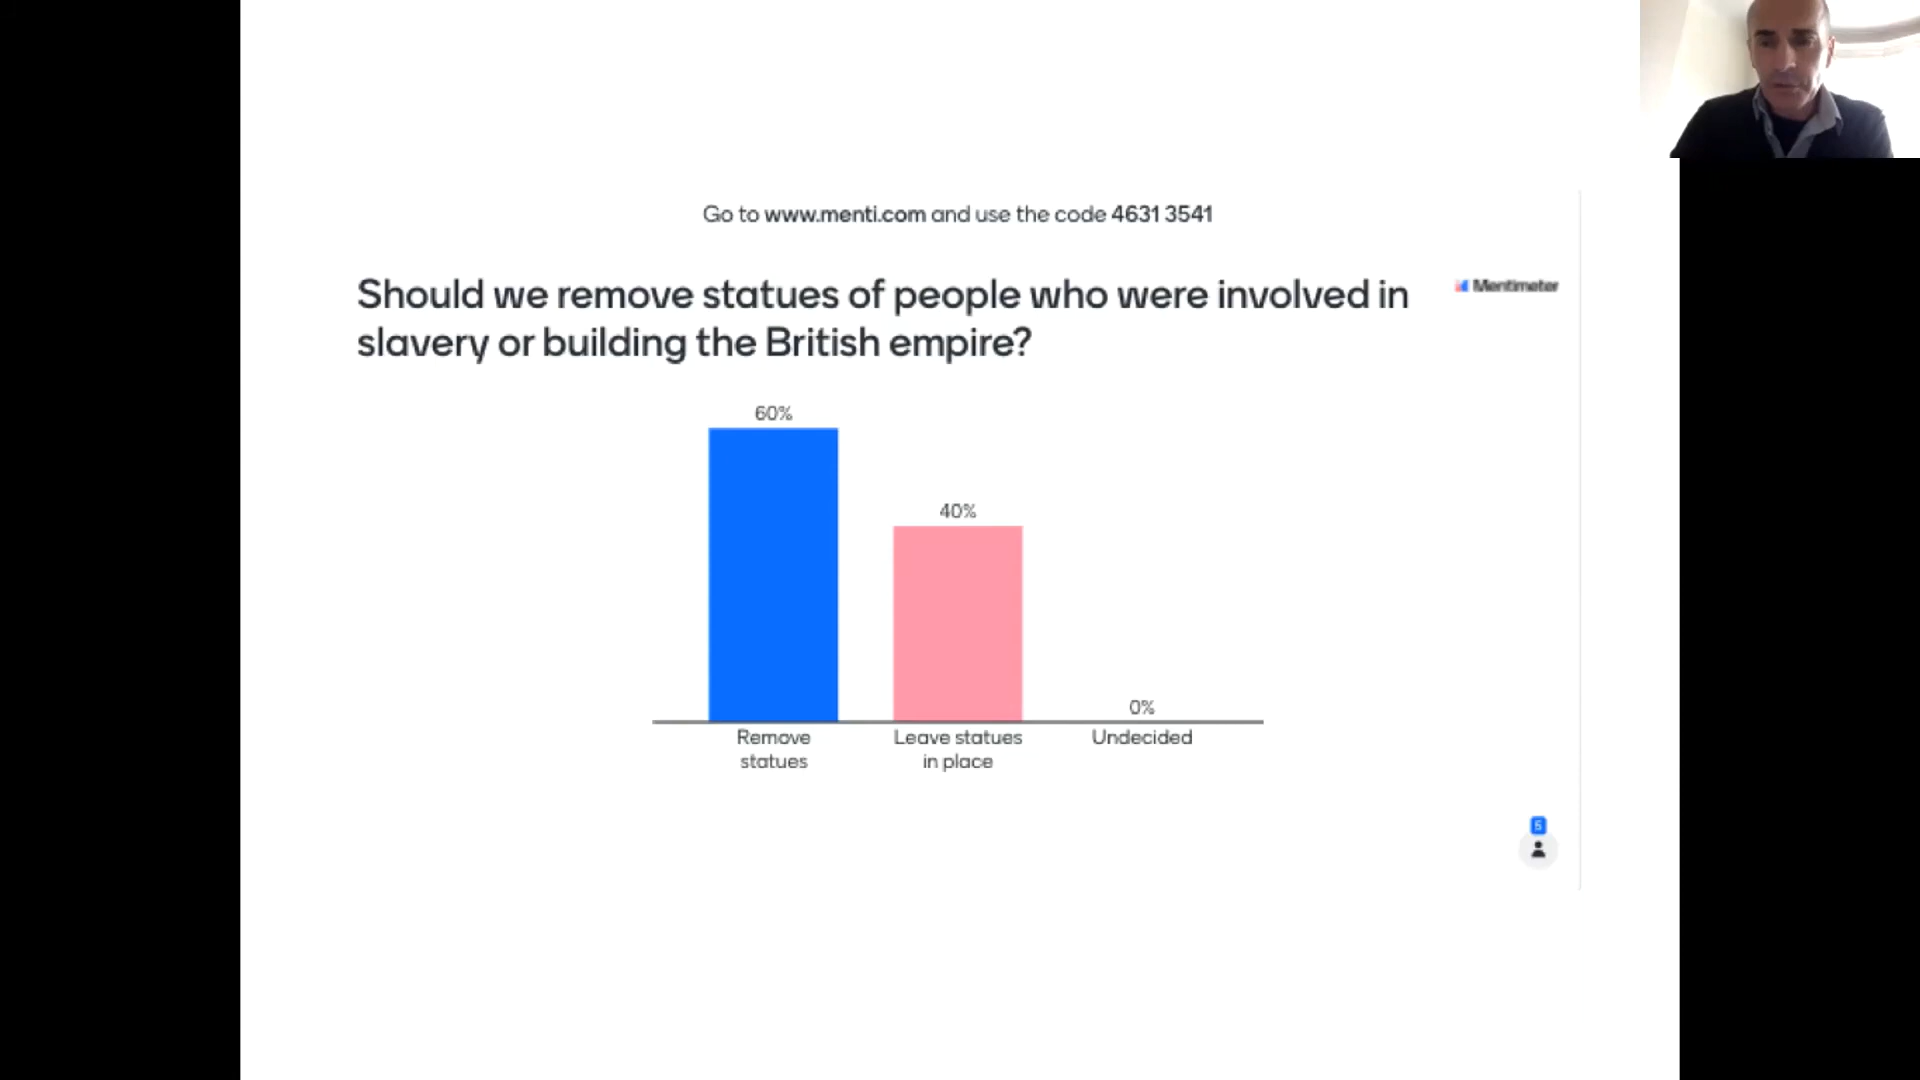 Go to www.menti.com and use the code 4631 3541
Should we remove statues of people who were involved in
slavery or building the British empire?
Mentimeter
60%
40%
0%
Remove
statues
Leave statues
in place
Undecided
5